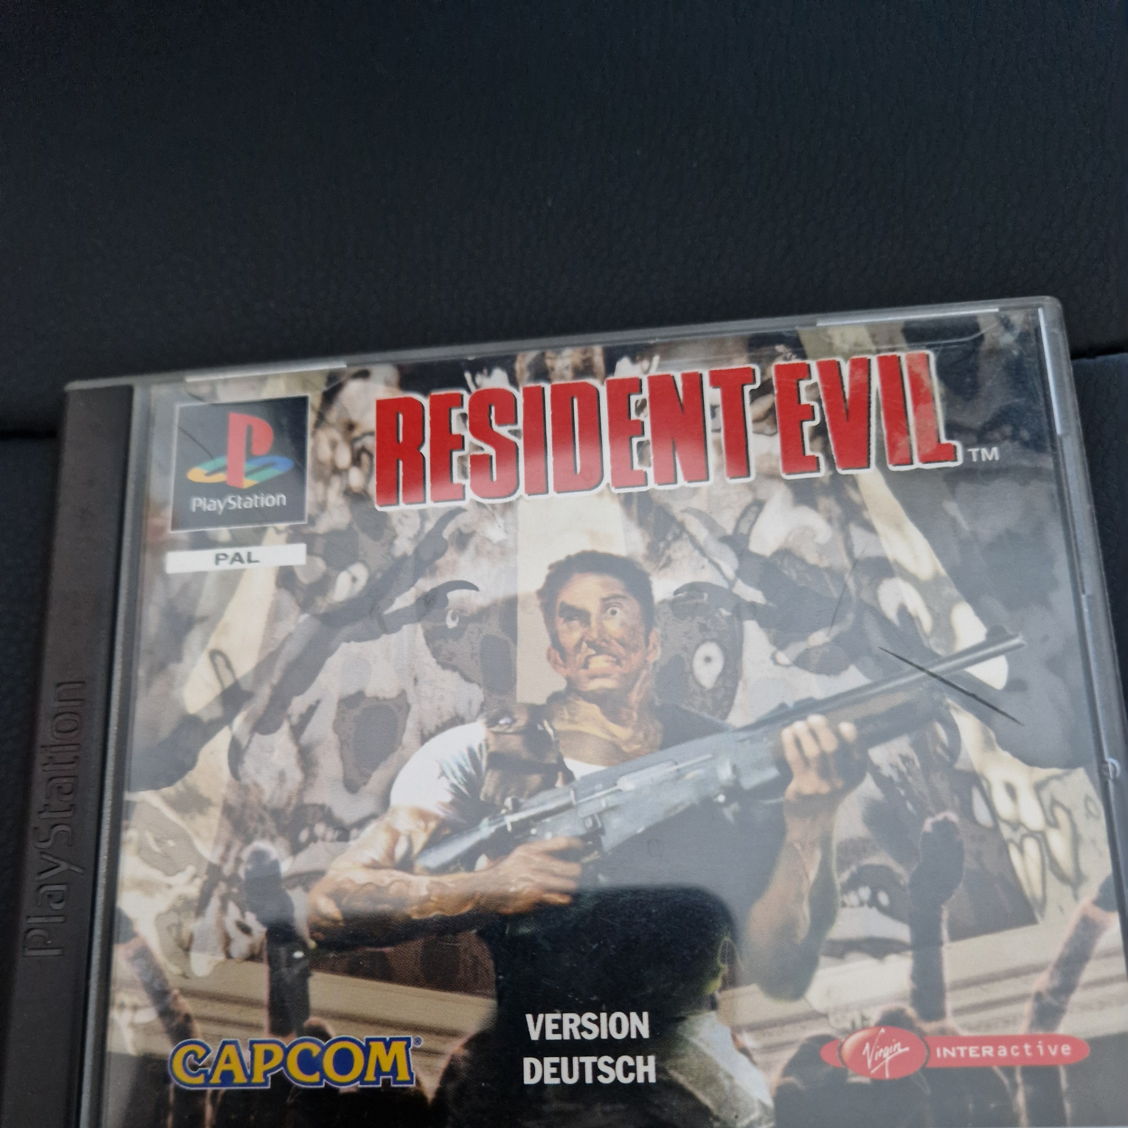 RESIDENT EVIL™
PlayStation
PAL
PlayStation
CAPCOM®
VERSION
DEUTSCH
Virgin INTERactive